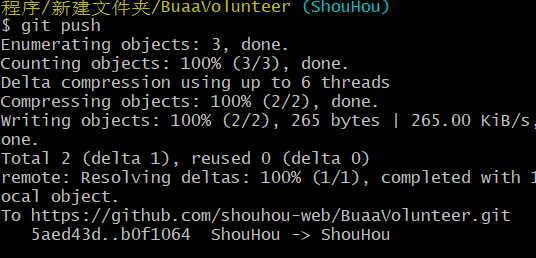 程序/新建文件夹/BuaaVolunteer (ShouHou)
$ git push
Enumerating objects: 3, done.
Counting objects: 100% (3/3), done.
Delta compression using up to 6 threads
Compressing objects: 100% (2/2), done.
Writing objects: 100% (2/2), 265 bytes | 265.00 KiB/s,
one.
Total 2 (delta 1), reused 0 (delta 0)
remote: Resolving deltas: 100% (1/1), completed with 1
ocal object.
To https://github.com/shouhou-web/BuaaVolunteer.git
5aed43d..b0f1064  ShouHou -> ShouHou